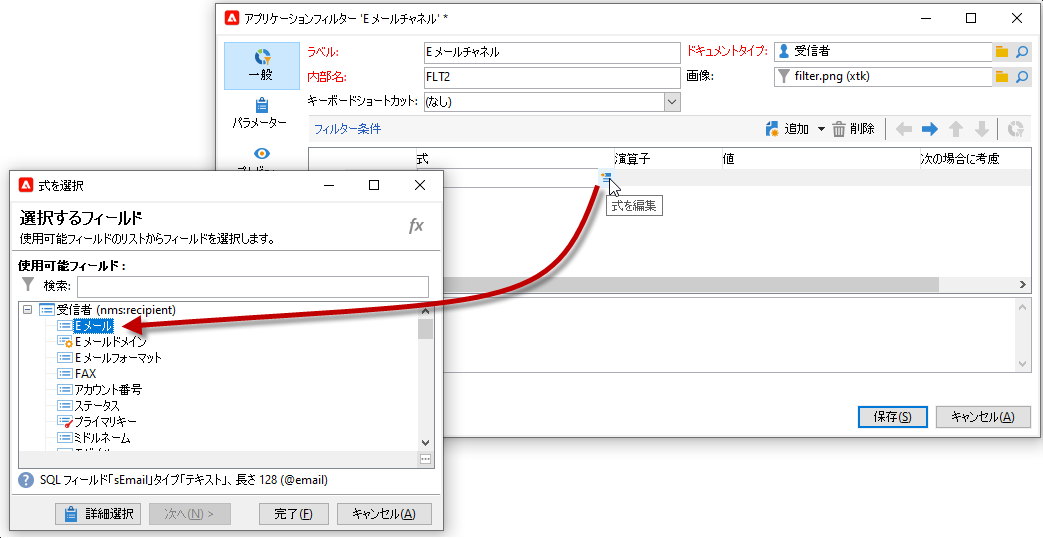 アプリケーションフィルター 'Eメールチャネル' *
一般
パラメーター
ラベル:
Eメールチャネル
ドキュメントタイプ:
受信者
内部名:
FLT2
画像:
filter.png (xtk)
キーボードショートカット:
(なし)
フィルター条件
追加
削除
式
演算子
値
次の場合に考慮
式を編集
保存(S)
キャンセル(A)
式を選択
選択するフィールド
使用可能フィールドのリストからフィールドを選択します。
fx
使用可能フィールド:
検索:
受信者 (nms:recipient)
Eメール
Eメールドメイン
Eメールフォーマット
FAX
アカウント番号
ステータス
プライマリキー
ミドルネーム
SQL フィールド「sEmail」タイプ「テキスト」、長さ 128 (@email)
詳細選択
次へ(N) >
完了(F)
キャンセル(A)